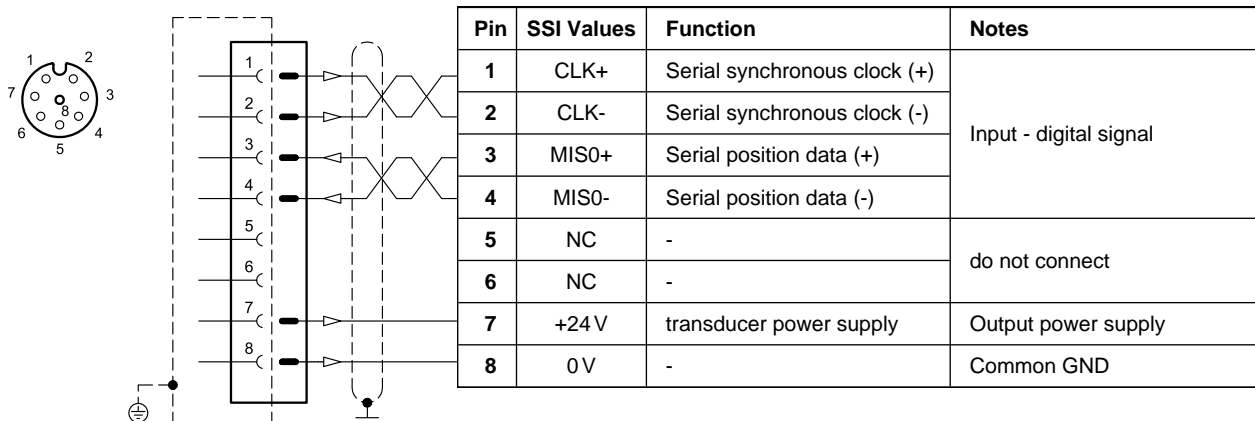 1 2
7 3
8
6 4
5
1
2
3
4
5
6
7
8
Pin SSI Values Function Notes
1 CLK+ Serial synchronous clock (+)
2 CLK- Serial synchronous clock (-)
Input - digital signal
3 MIS0+ Serial position data (+)
4 MIS0- Serial position data (-)
5 NC -
do not connect
6 NC -
7 +24 V transducer power supply Output power supply
8 0 V - Common GND